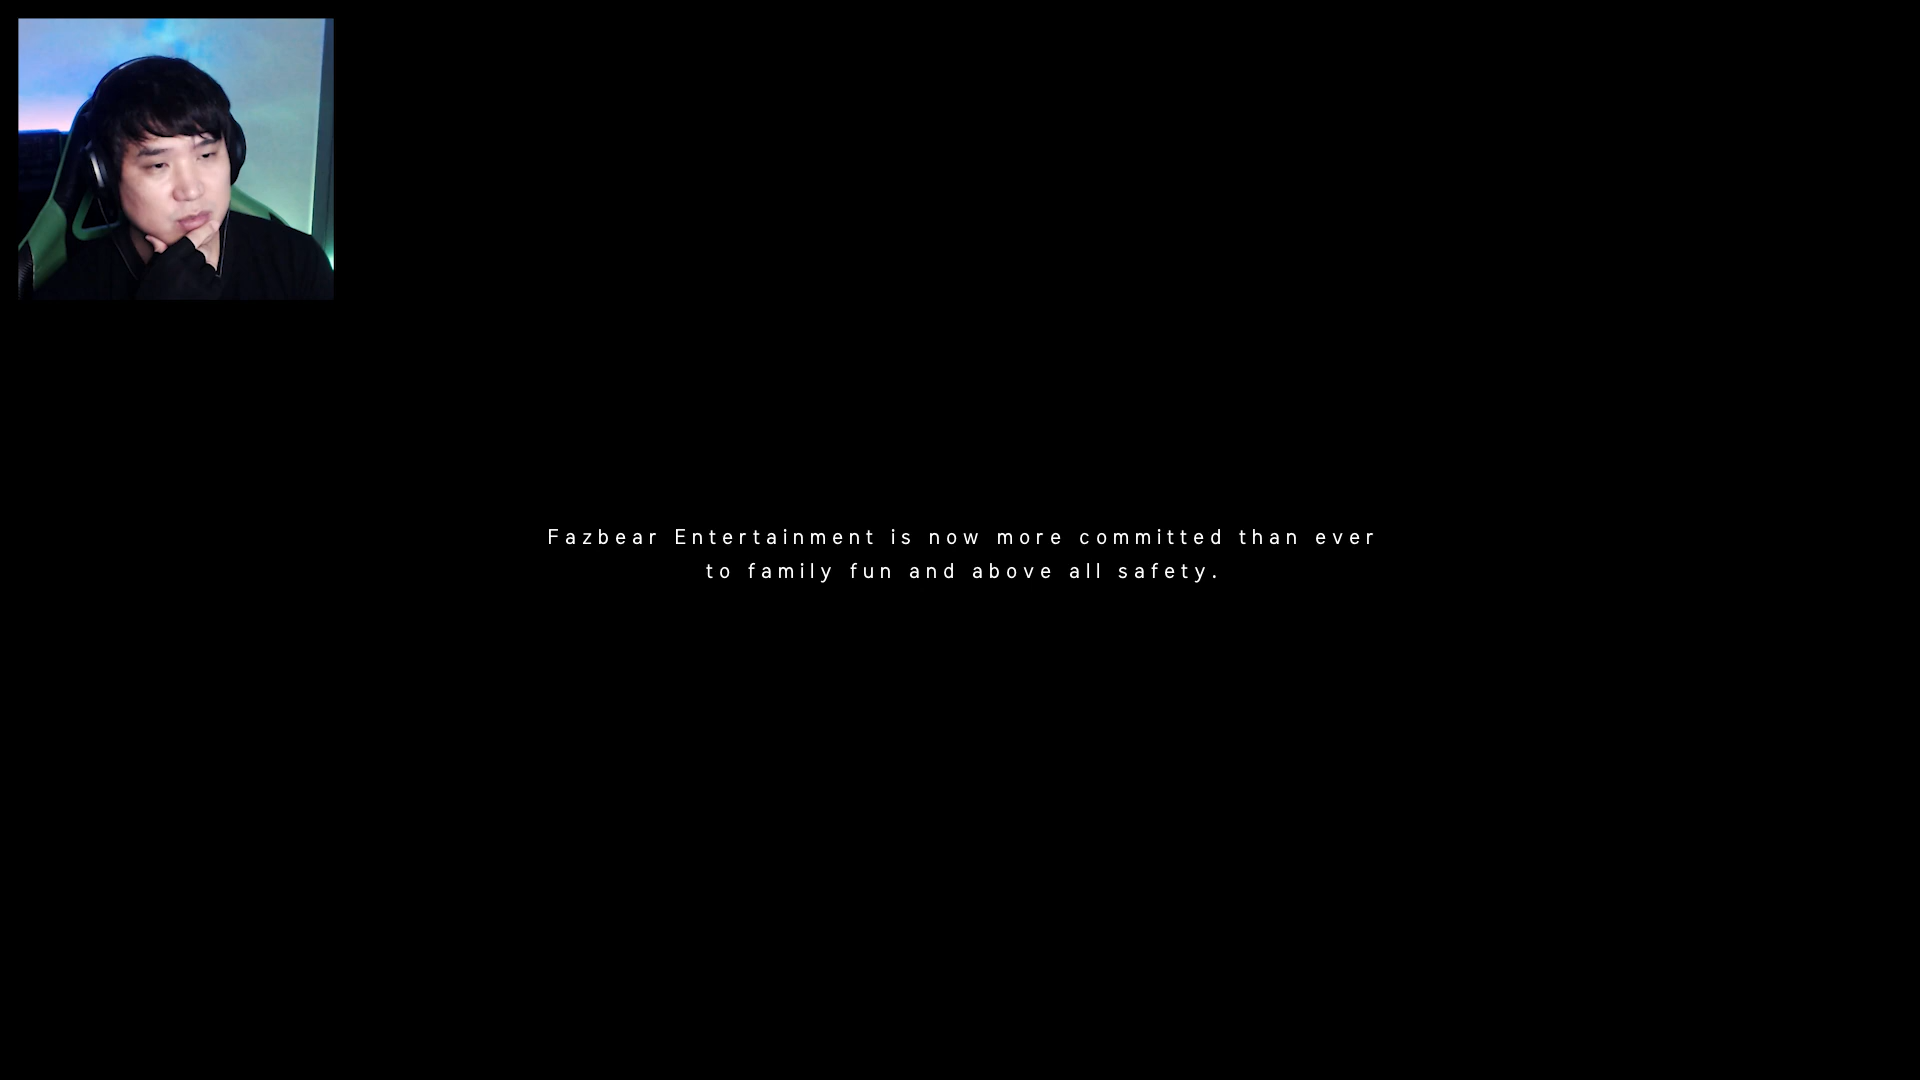 Fazbear Entertainment is now more committed than ever
to family fun and above all safety.